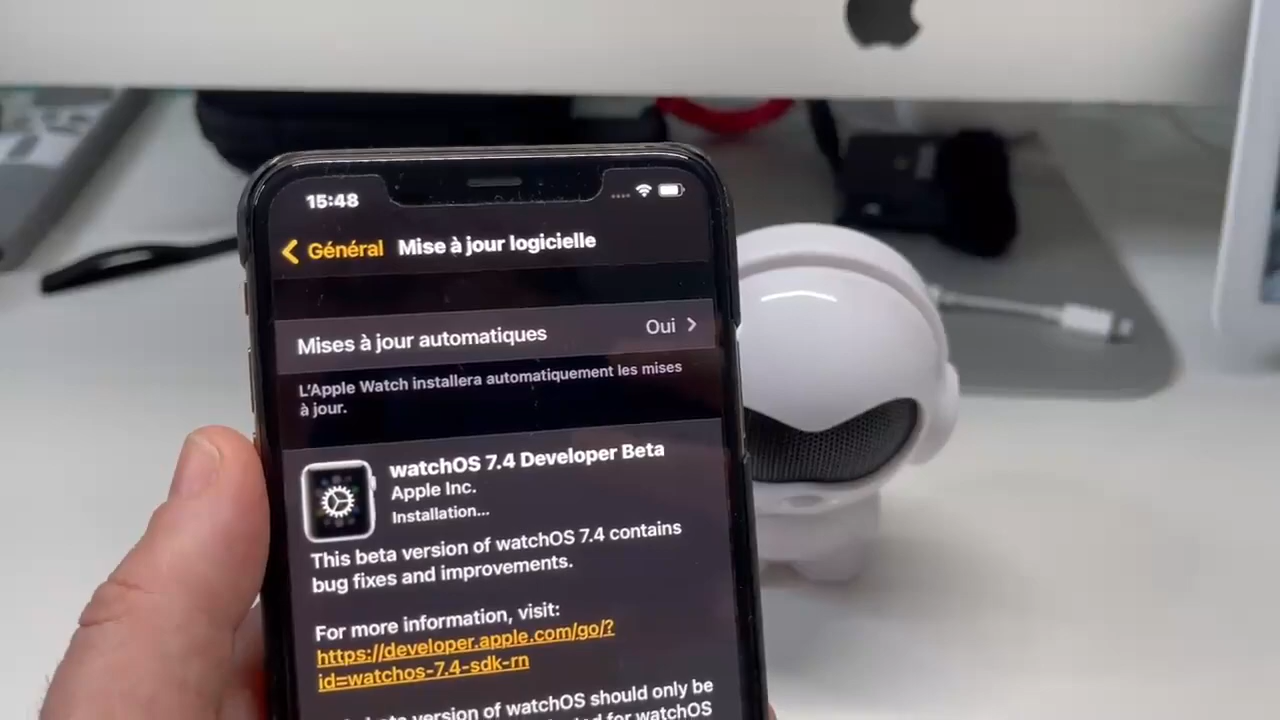 15:48
Général Mise à jour logicielle
Mises à jour automatiques Oui
L'Apple Watch installera automatiquement les mises
à jour.
watchOS 7.4 Developer Beta
Apple Inc.
Installation...
This beta version of watchOS 7.4 contains
bug fixes and improvements.
For more information, visit:
https://developer.apple.com/go/?
id=watchos-7.4-sdk-rn
beta version of watchOS should only be
for watchOS